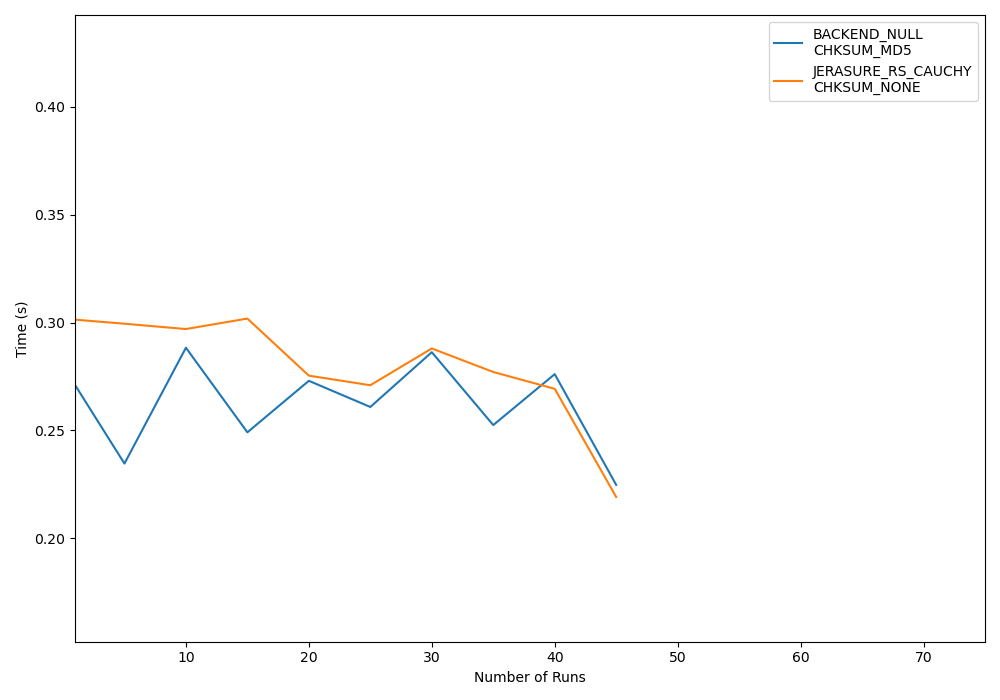 BACKEND_NULL
CHKSUM_MD5
JERASURE_RS_CAUCHY
CHKSUM_NONE
0.40
0.35
0.30
0.25
0.20
Time (s)
10 20 30 40 50 60 70
Number of Runs